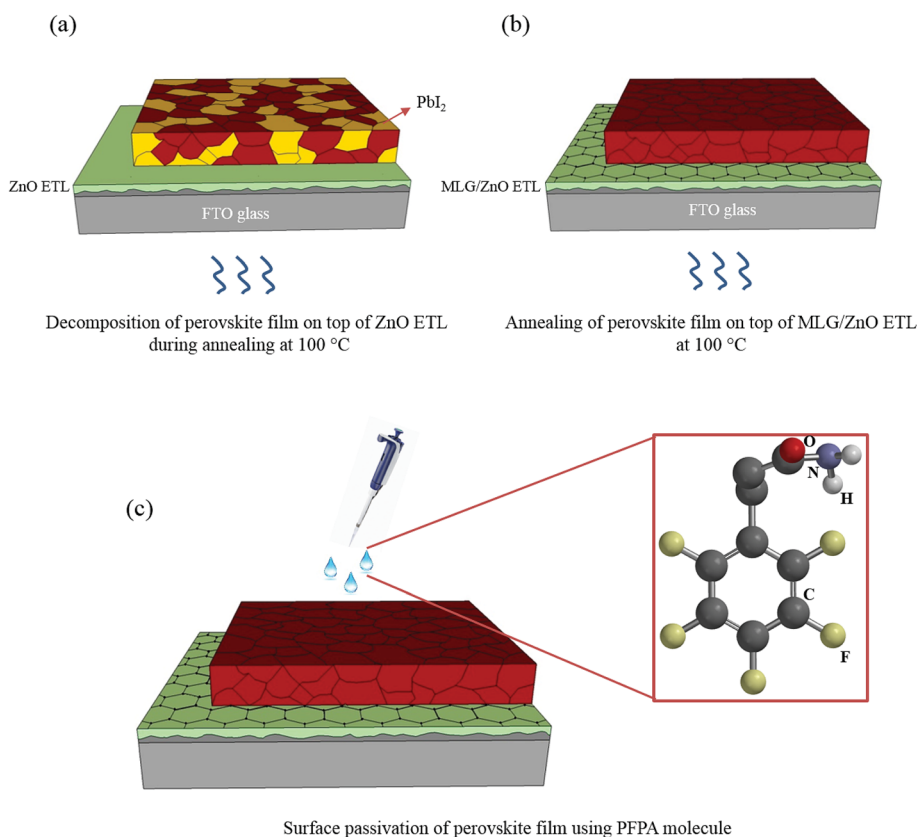 (a)
PbI₂
ZnO ETL
FTO glass
Decomposition of perovskite film on top of ZnO ETL
during annealing at 100 °C
(b)
MLG/ZnO ETL
FTO glass
Annealing of perovskite film on top of MLG/ZnO ETL
at 100 °C
(c)
O
N
H
C
F
Surface passivation of perovskite film using PFPA molecule